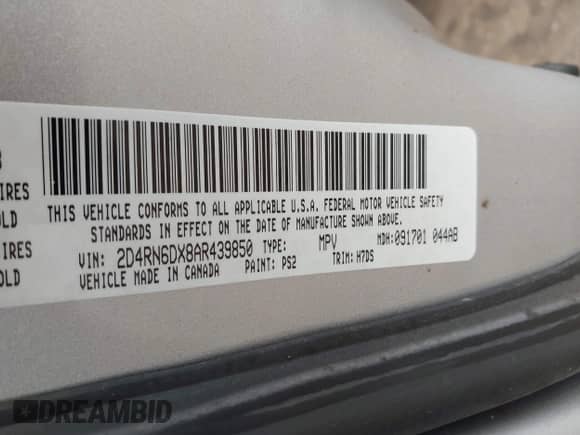 IRES
OLD
IRES
OLD
THIS VEHICLE CONFORMS TO ALL APPLICABLE U.S.A. FEDERAL MOTOR VEHICLE SAFETY
STANDARDS IN EFFECT ON THE DATE OF MANUFACTURE SHOWN ABOVE.
VIN: 2D4RN6DX8AR439850 TYPE: MPV MDH:091701 044AB
VEHICLE MADE IN CANADA PAINT: PS2 TRIM: H7DS
DREAMBID